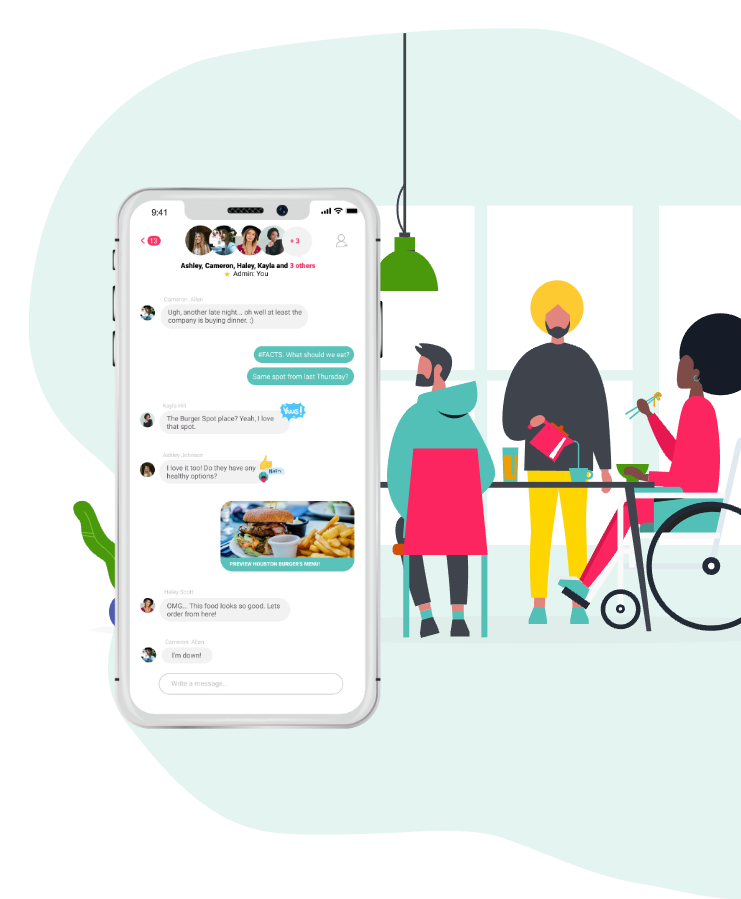 9:41
13
+ 3
Ashley, Cameron, Haley, Kayla and 3 others
Admin: You
Cameron Allen
Ugh, another late night... oh well at least the
company is buying dinner. :)
#FACTS. What should we eat?
Same spot from last Thursday?
Kayla Hill
Yuus!
The Burger Spot place? Yeah, I love
that spot.
Ashley Johnson
I love it too! Do they have any
healthy options?
PREVIEW HOUSTON BURGER'S MENU!
Haley Scott
OMG... This food looks so good. Lets
order from here!
Cameron Allen
I'm down!
Write a message...